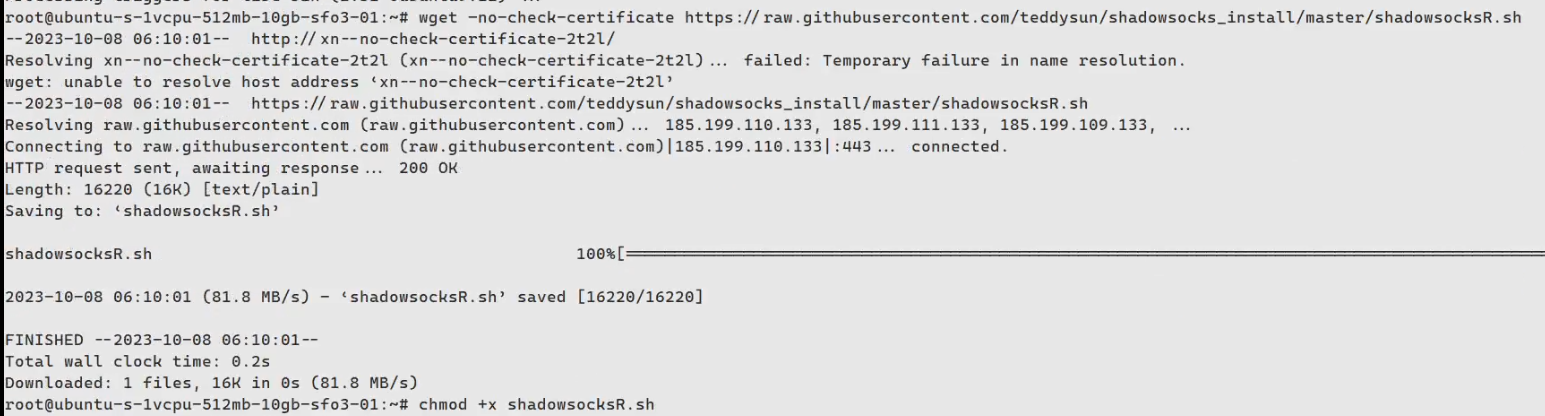 root@ubuntu-s-1vcpu-512mb-10gb-sfo3-01:~# wget –no-check-certificate https://raw.githubusercontent.com/teddysun/shadowsocks_install/master/shadowsocksR.sh
--2023-10-08 06:10:01-- http://xn--no-check-certificate-2t2l/
Resolving xn--no-check-certificate-2t2l (xn--no-check-certificate-2t2l)... failed: Temporary failure in name resolution.
wget: unable to resolve host address ‘xn--no-check-certificate-2t2l’
--2023-10-08 06:10:01-- https://raw.githubusercontent.com/teddysun/shadowsocks_install/master/shadowsocksR.sh
Resolving raw.githubusercontent.com (raw.githubusercontent.com)... 185.199.110.133, 185.199.111.133, 185.199.109.133, ...
Connecting to raw.githubusercontent.com (raw.githubusercontent.com)|185.199.110.133|:443... connected.
HTTP request sent, awaiting response... 200 OK
Length: 16220 (16K) [text/plain]
Saving to: ‘shadowsocksR.sh’
shadowsocksR.sh 100%[==============================
2023-10-08 06:10:01 (81.8 MB/s) - ‘shadowsocksR.sh’ saved [16220/16220]
FINISHED --2023-10-08 06:10:01--
Total wall clock time: 0.2s
Downloaded: 1 files, 16K in 0s (81.8 MB/s)
root@ubuntu-s-1vcpu-512mb-10gb-sfo3-01:~# chmod +x shadowsocksR.sh